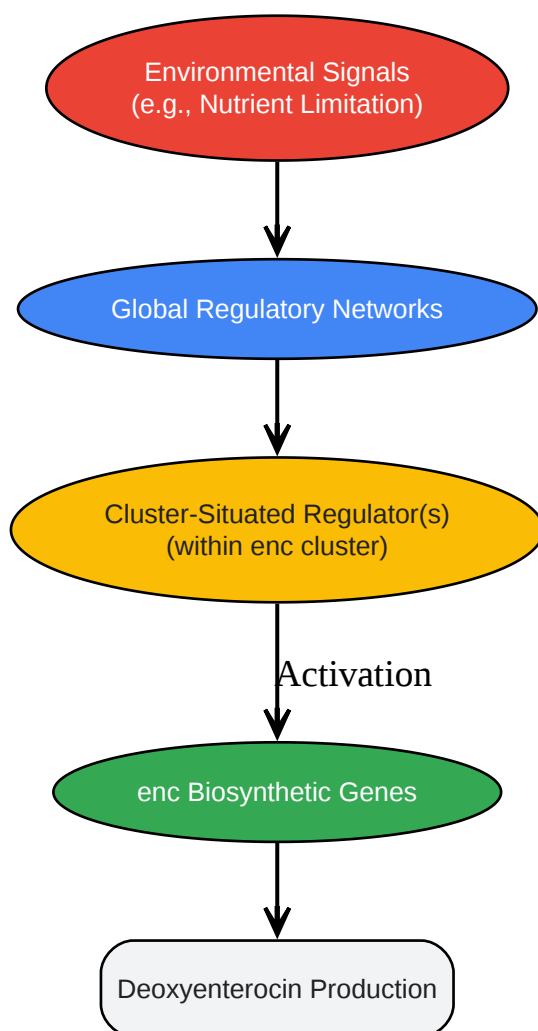 Environmental Signals
(e.g., Nutrient Limitation)
Global Regulatory Networks
Cluster-Situated Regulator(s)
(within enc cluster)
Activation
enc Biosynthetic Genes
Deoxyenterocin Production